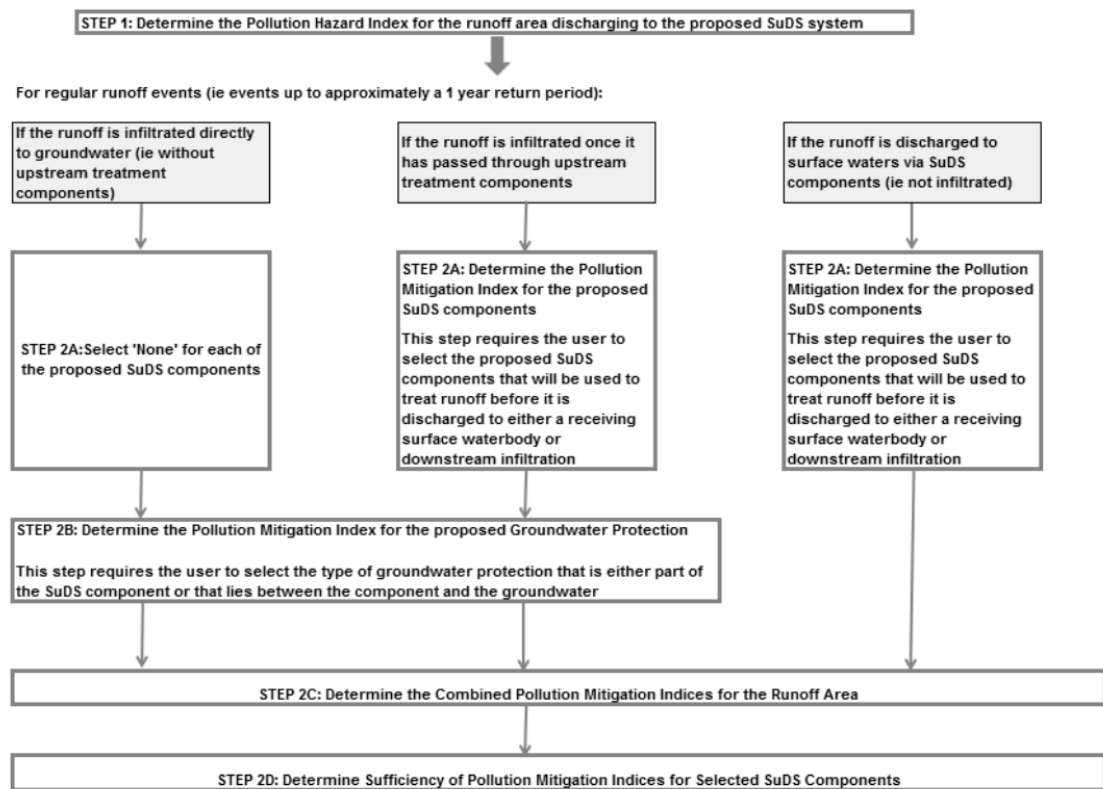 STEP 1: Determine the Pollution Hazard Index for the runoff area discharging to the proposed SuDS system
For regular runoff events (ie events up to approximately a 1 year return period):
If the runoff is infiltrated directly
to groundwater (ie without
upstream treatment
components)
If the runoff is infiltrated once it
has passed through upstream
treatment components
If the runoff is discharged to
surface waters via SuDS
components (ie not infiltrated)
STEP 2A:Select 'None' for each of
the proposed SuDS components
STEP 2A: Determine the Pollution
Mitigation Index for the proposed
SuDS components
This step requires the user to
select the proposed SuDS
components that will be used to
treat runoff before it is
discharged to either a receiving
surface waterbody or
downstream infiltration
STEP 2A: Determine the Pollution
Mitigation Index for the proposed
SuDS components
This step requires the user to
select the proposed SuDS
components that will be used to
treat runoff before it is
discharged to either a receiving
surface waterbody or
downstream infiltration
STEP 2B: Determine the Pollution Mitigation Index for the proposed Groundwater Protection
This step requires the user to select the type of groundwater protection that is either part of
the SuDS component or that lies between the component and the groundwater
STEP 2C: Determine the Combined Pollution Mitigation Indices for the Runoff Area
STEP 2D: Determine Sufficiency of Pollution Mitigation Indices for Selected SuDS Components